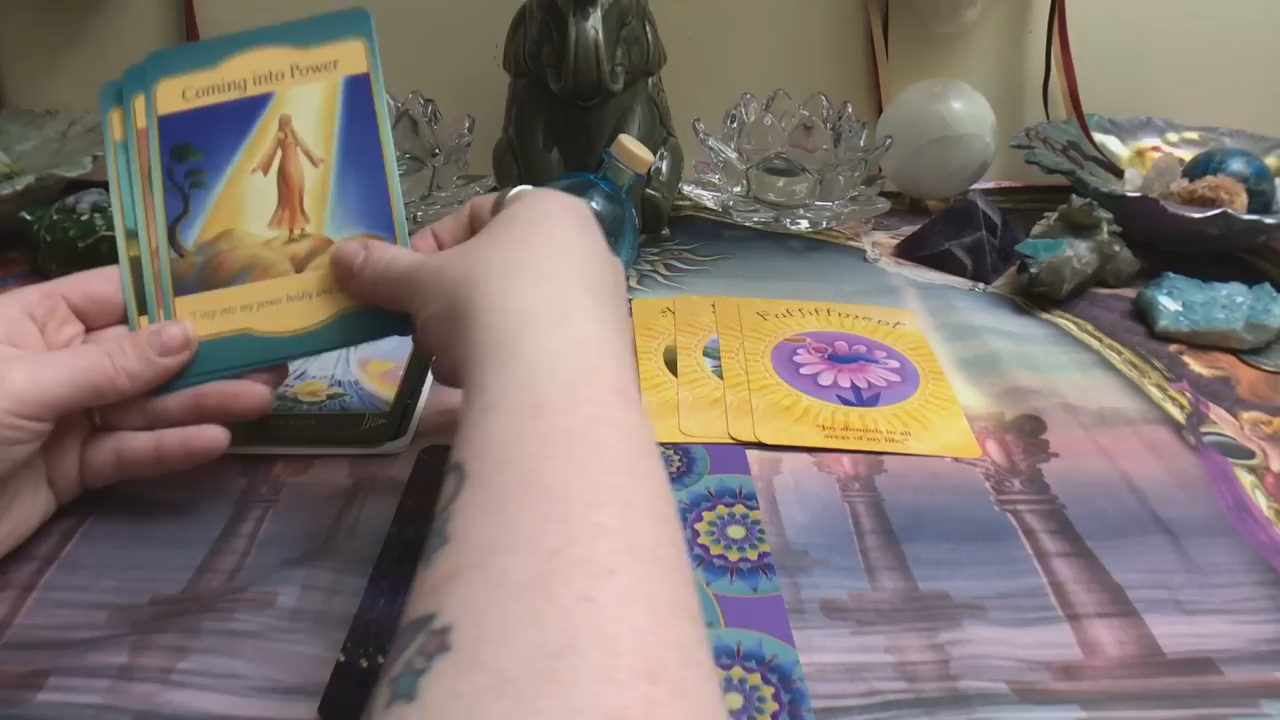 Coming into Power
"I step into my power boldly and
Fulfillment
"Joy abounds in all
areas of my life."